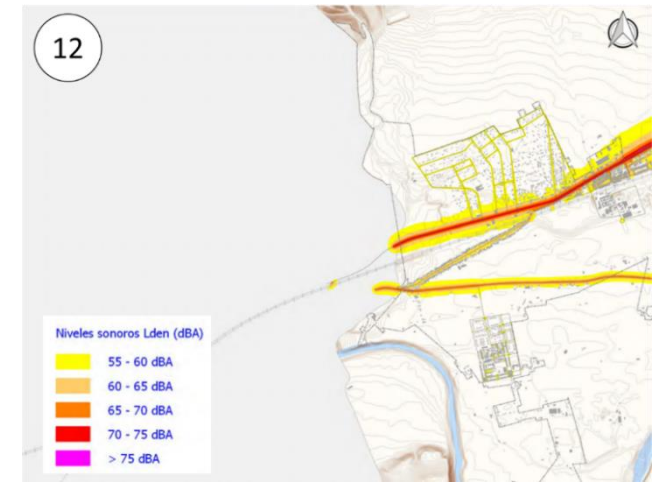 12
Niveles sonoros Lden (dBA)
55 - 60 dBA
60 - 65 dBA
65 - 70 dBA
70 - 75 dBA
> 75 dBA